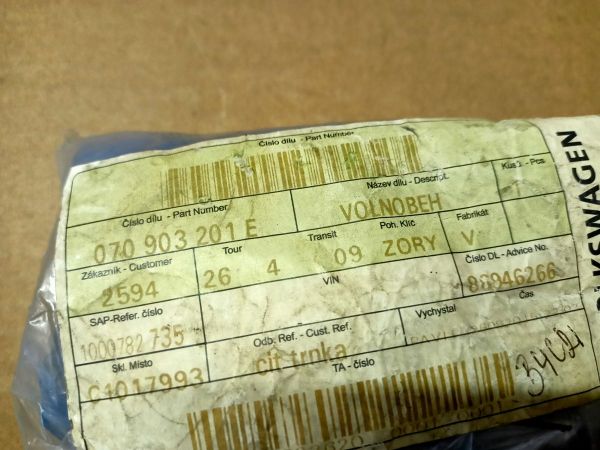 Číslo dílu - Part Number
Číslo dílu - Part Number
Název dílu - Descript.
Kus - Pcs
070 903 201 E
VOLNOBEH
Zákazník - Customer
Tour
Transit
Poh. Klíč
Fabrikát
2594
26
4
09
ZORY
V
SAP-Refer. číslo
VIN
Číslo DL - Advice No.
1000782 735
88946266
Skl. Místo
Odb. Ref. - Cust. Ref.
Vychystal
Čas
C1017993
cit trnka
TA - číslo